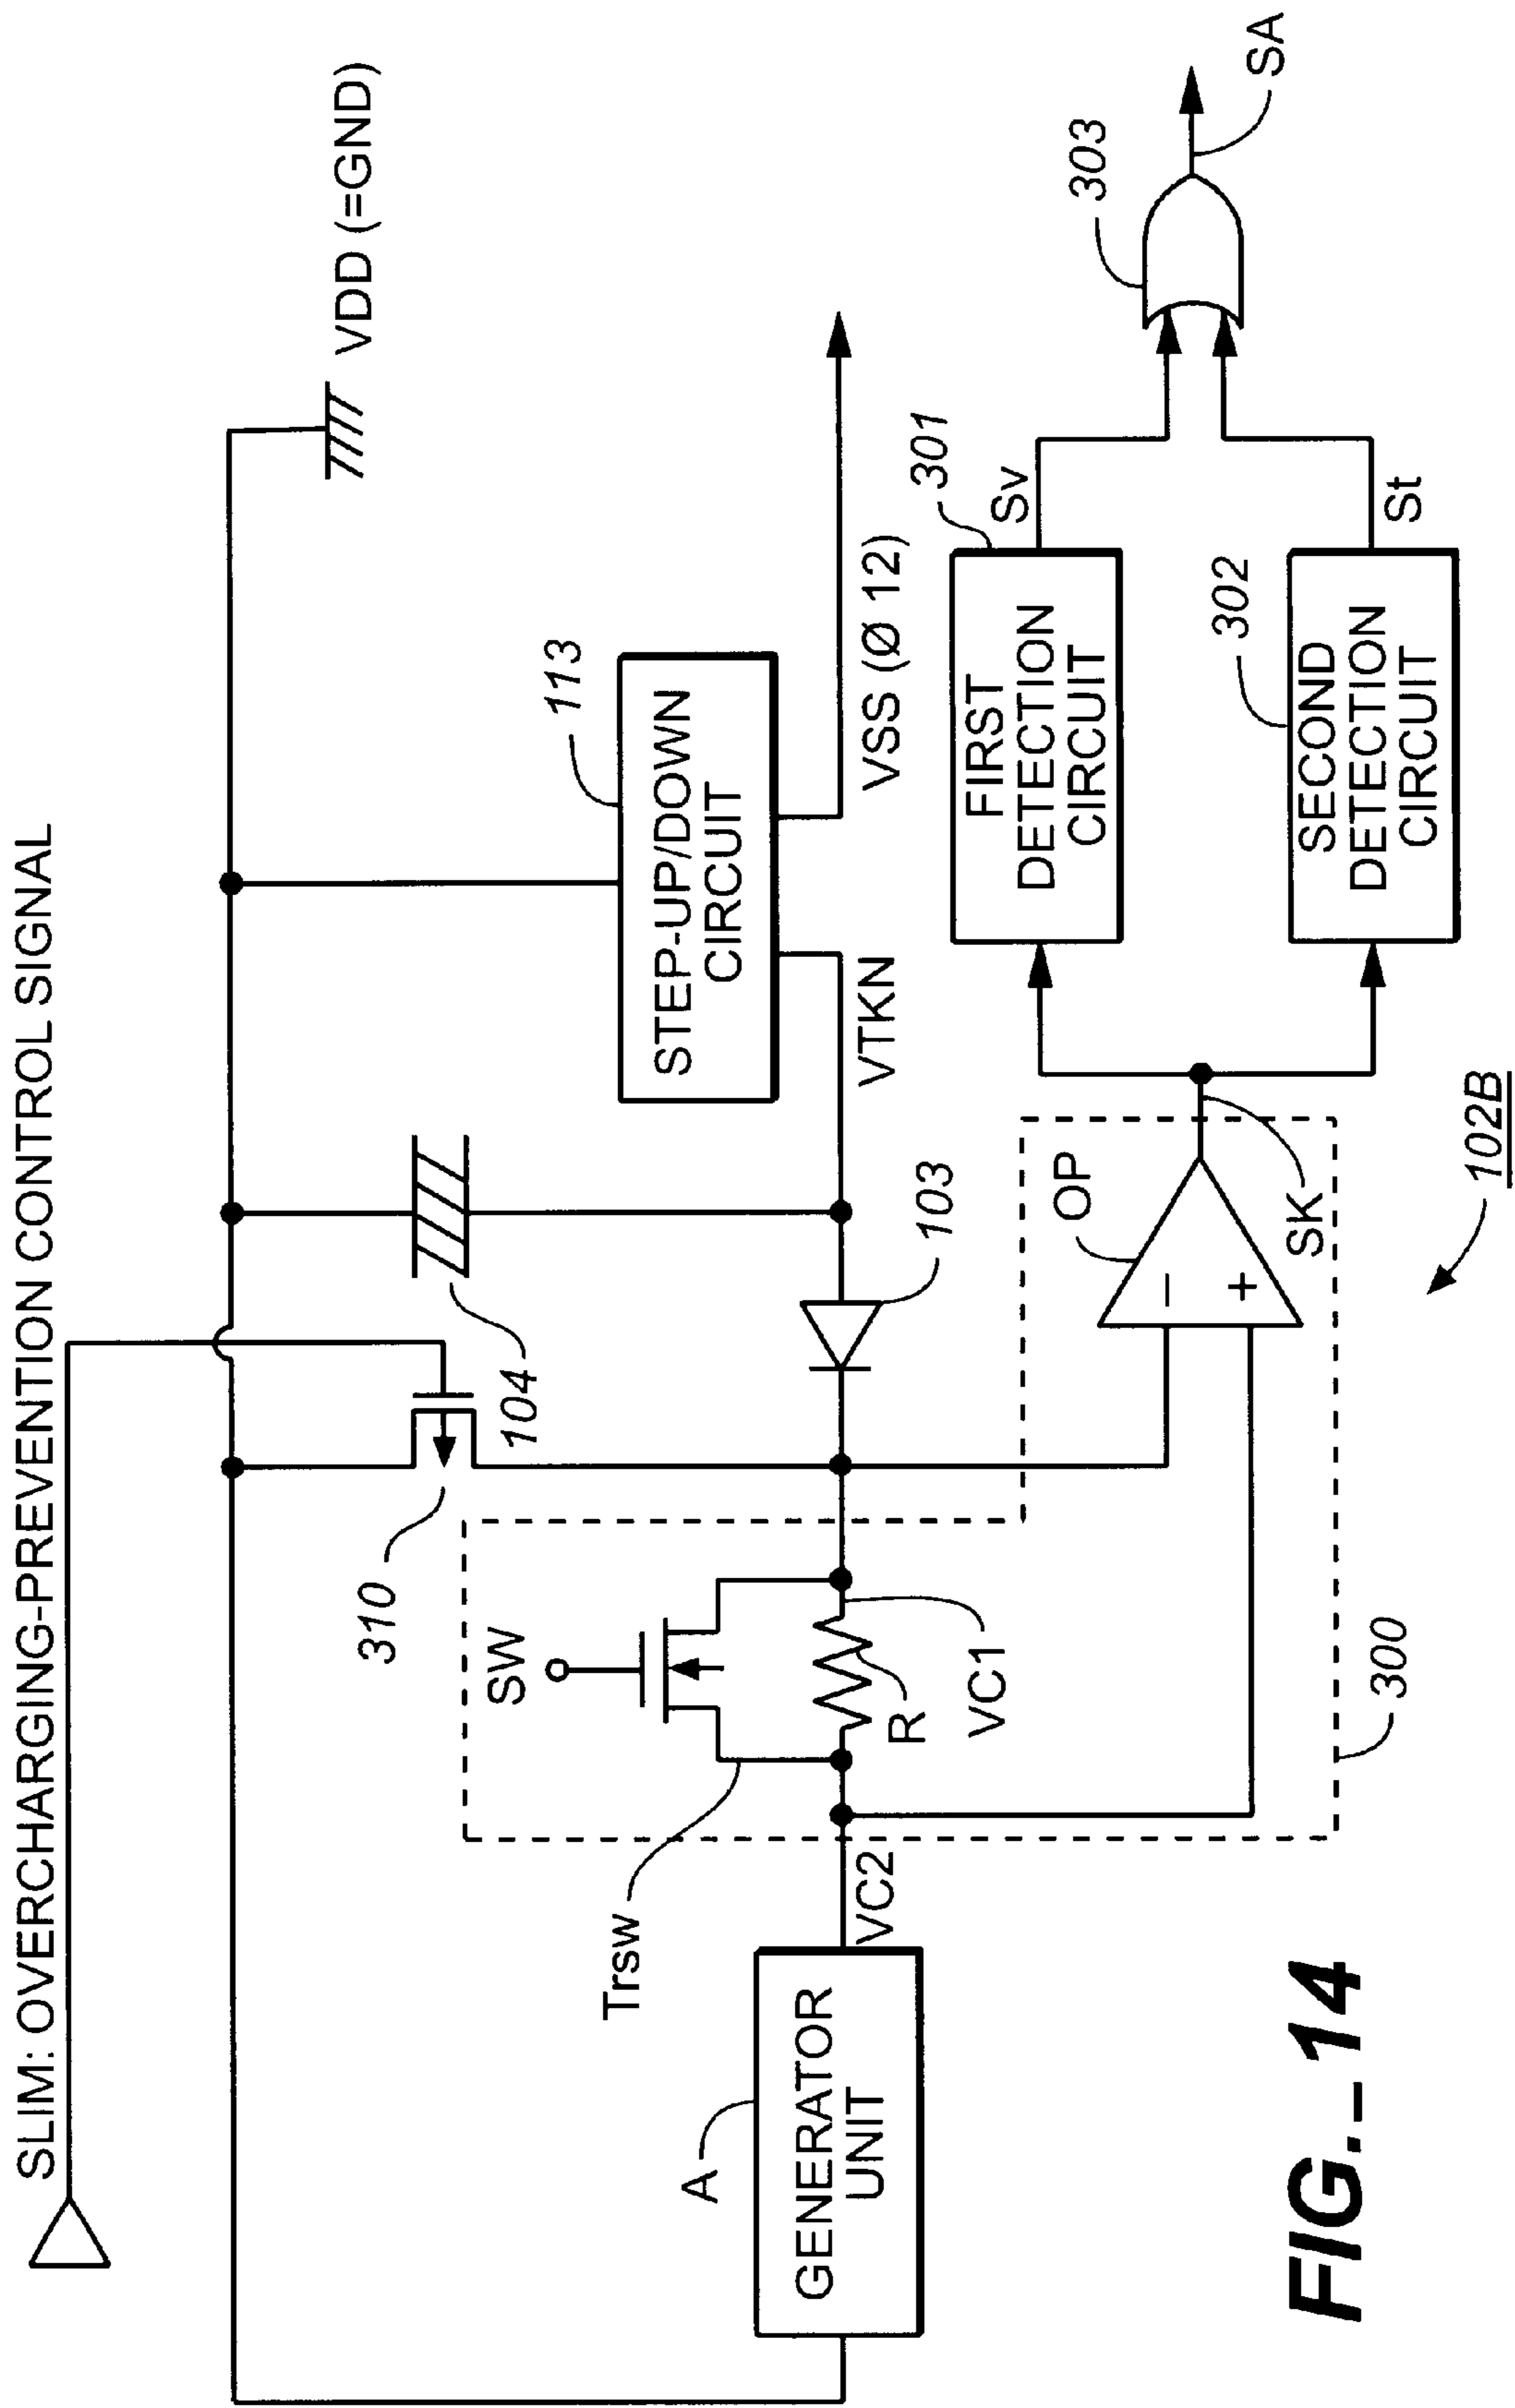 SLIM: OVERCHARGING-PREVENTION CONTROL SIGNAL
VDD (=GND)
310
104
113
STEP-UP/DOWN
CIRCUIT
SW
Trsw
A
GENERATOR
UNIT
VC2
R
VC1
103
VTKN
VSS (Ø 12)
300
OP
−
+
SK
301
FIRST
DETECTION
CIRCUIT
Sv
302
SECOND
DETECTION
CIRCUIT
St
303
SA
102B
FIG._14